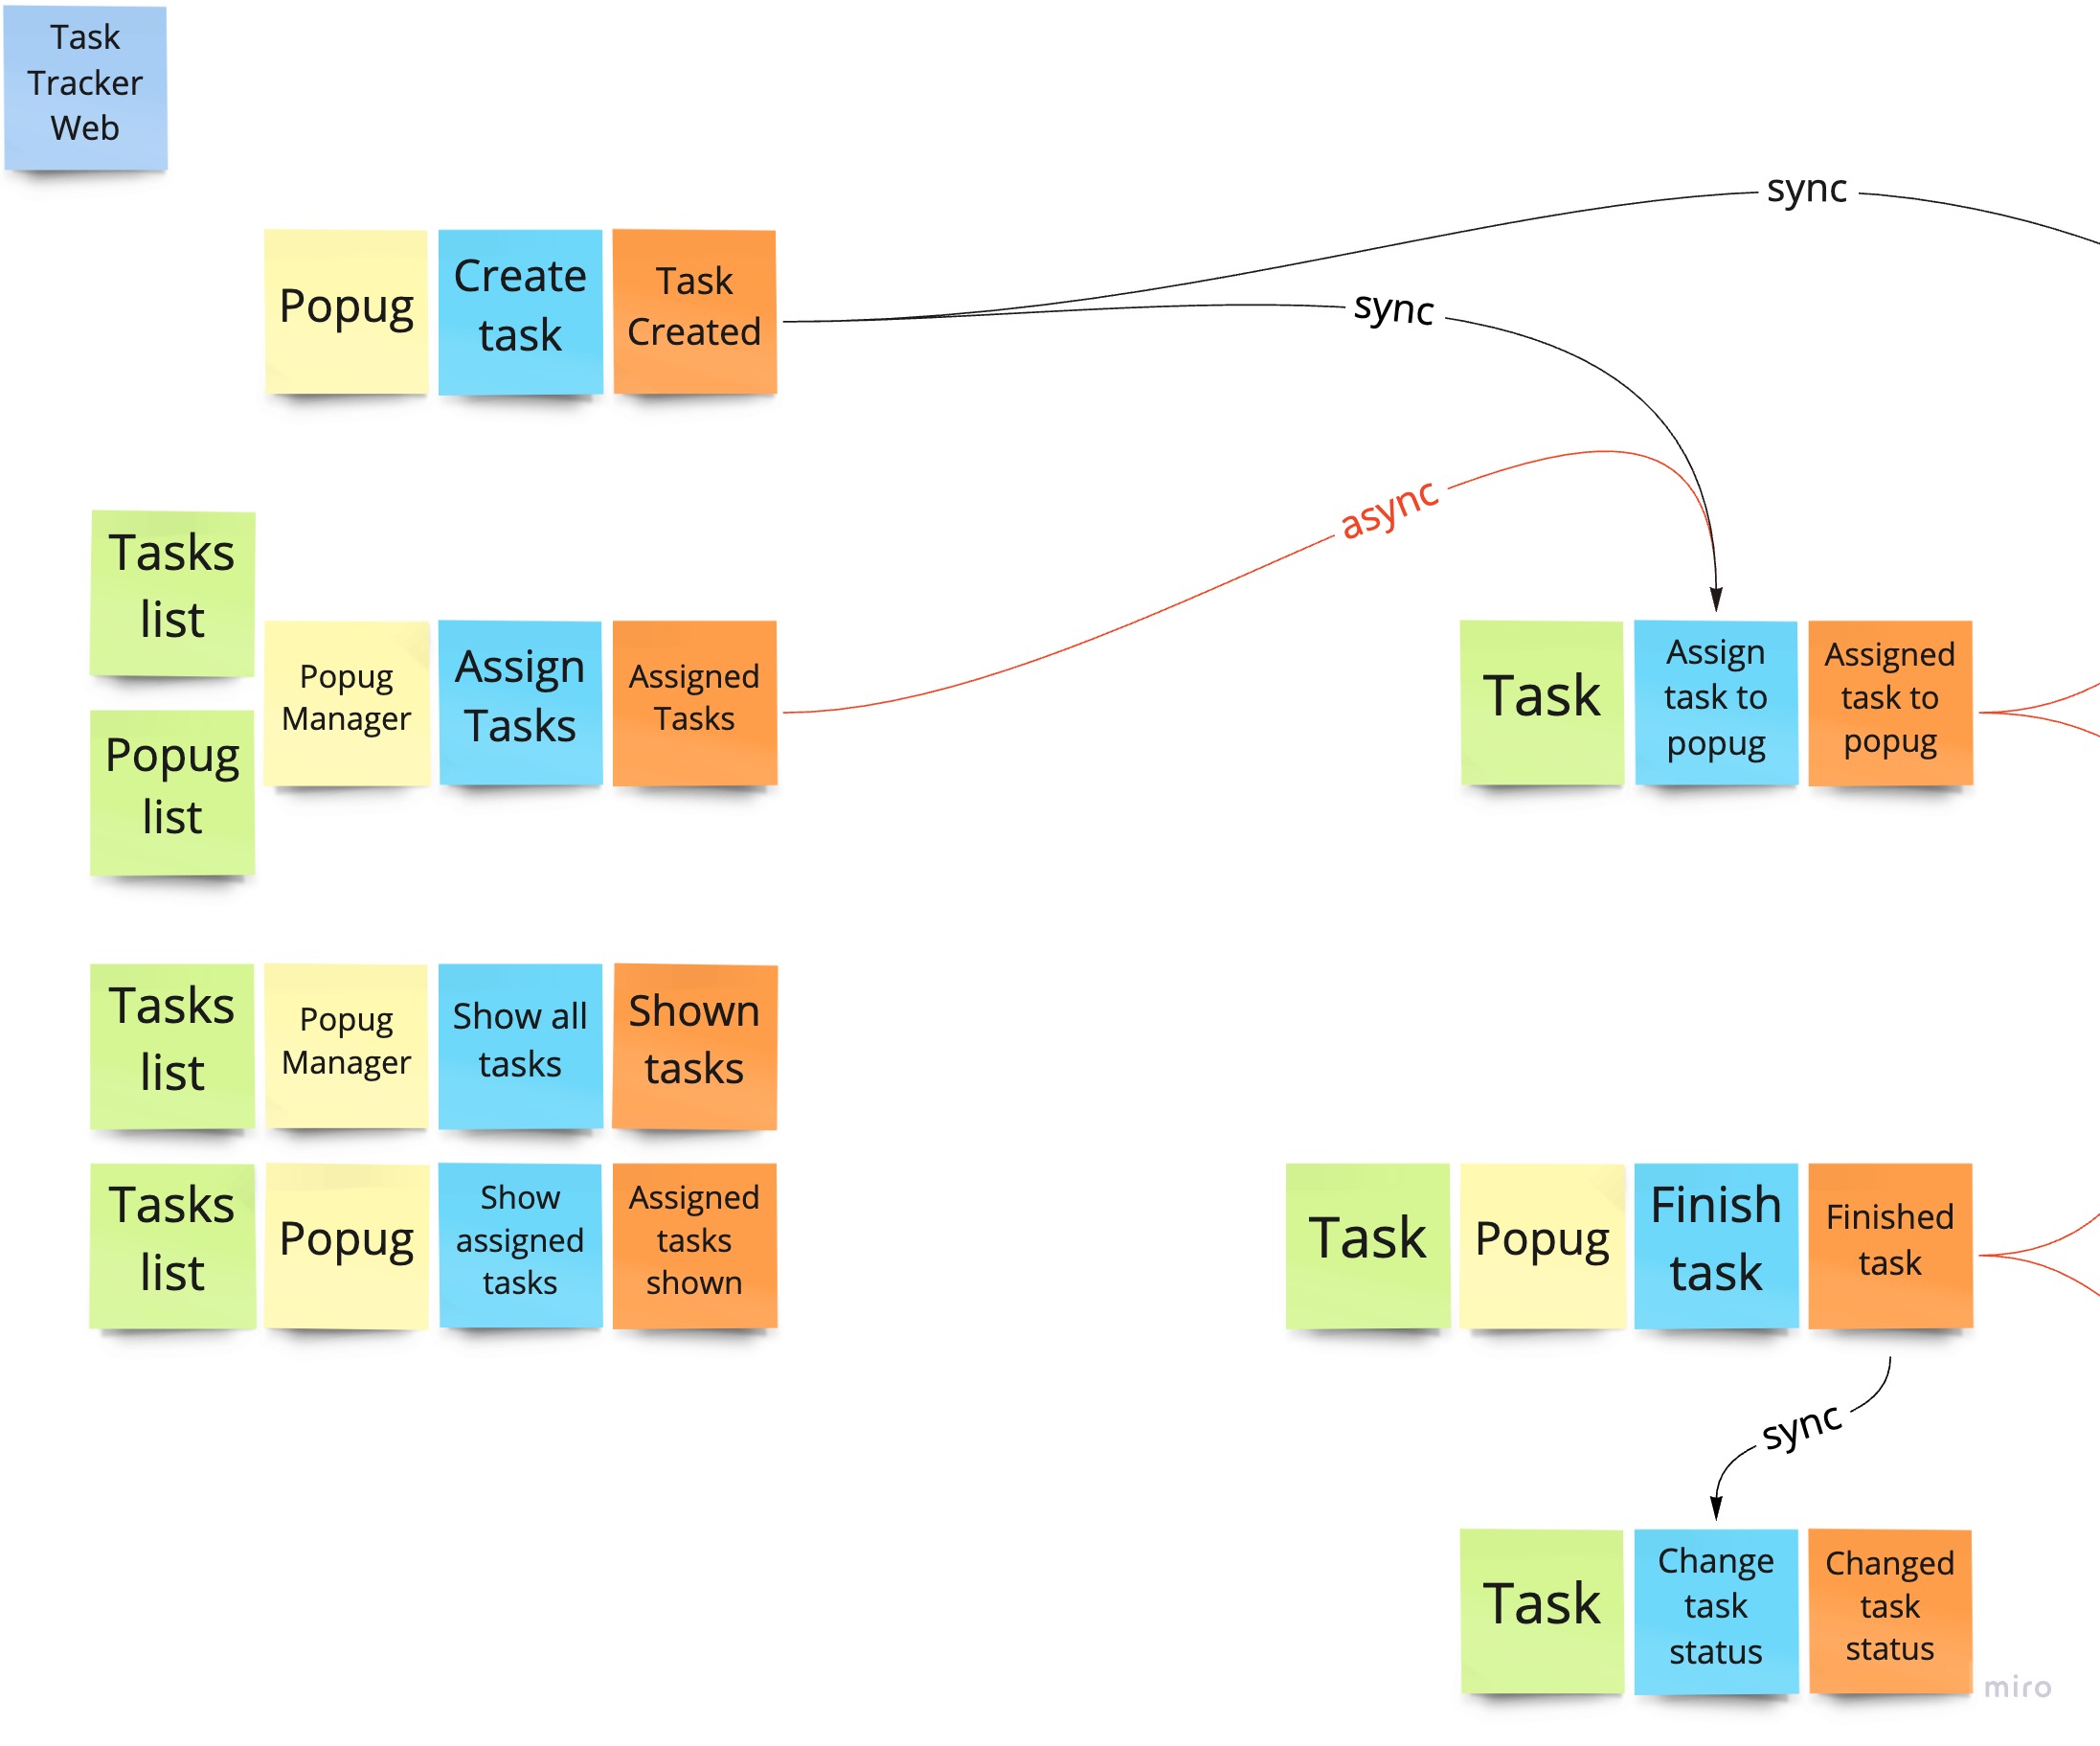 Task
Tracker
Web
sync
Popug
Create
task
Task
Created
sync
async
Tasks
list
Popug
list
Popug
Manager
Assign
Tasks
Assigned
Tasks
Task
Assign
task to
popug
Assigned
task to
popug
Tasks
list
Popug
Manager
Show all
tasks
Shown
tasks
Tasks
list
Popug
Show
assigned
tasks
Assigned
tasks
shown
Task
Popug
Finish
task
Finished
task
sync
Task
Change
task
status
Changed
task
status
miro